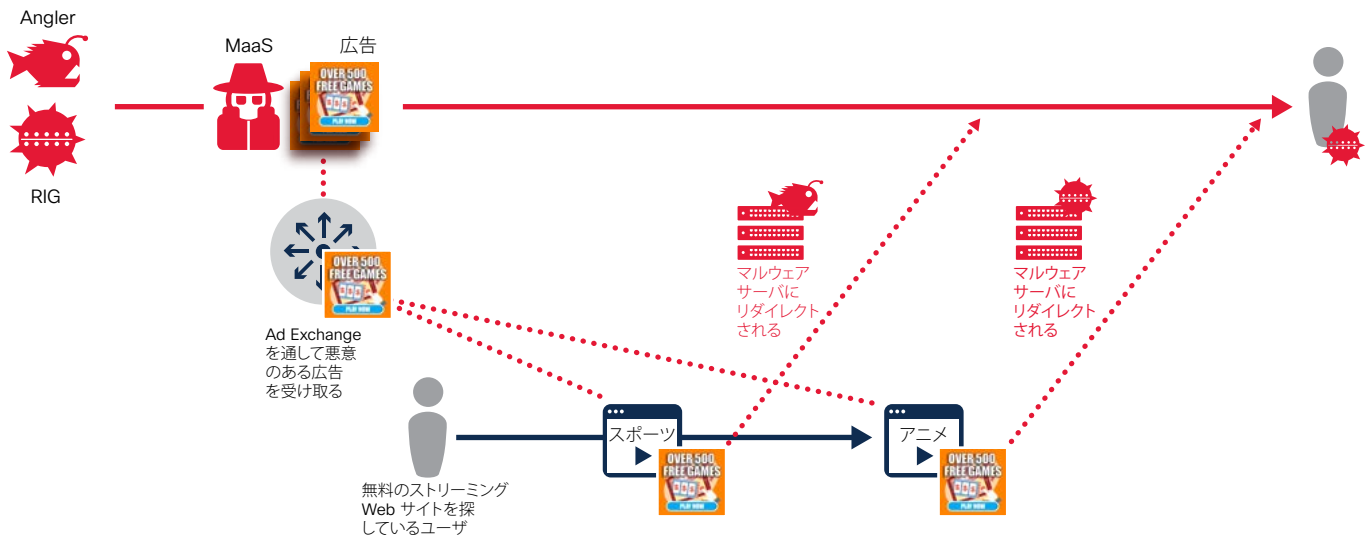 Angler
MaaS
広告
OVER 500
FREE GAMES
PLAY NOW
RIG
OVER 500
FREE GAMES
PLAY NOW
マルウェア
サーバに
リダイレクト
される
マルウェア
サーバに
リダイレクト
される
Ad Exchange
を通して悪意
のある広告
を受け取る
スポーツ
アニメ
OVER 500
FREE GAMES
PLAY NOW
OVER 500
FREE GAMES
PLAY NOW
無料のストリーミング
Web サイトを探
しているユーザ